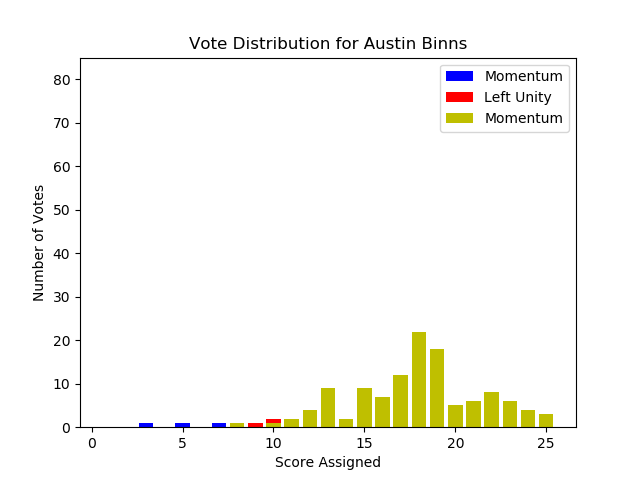 Vote Distribution for Austin Binns
Momentum
Left Unity
Momentum
Number of Votes
80
70
60
50
40
30
20
10
0
0 5 10 15 20 25
Score Assigned